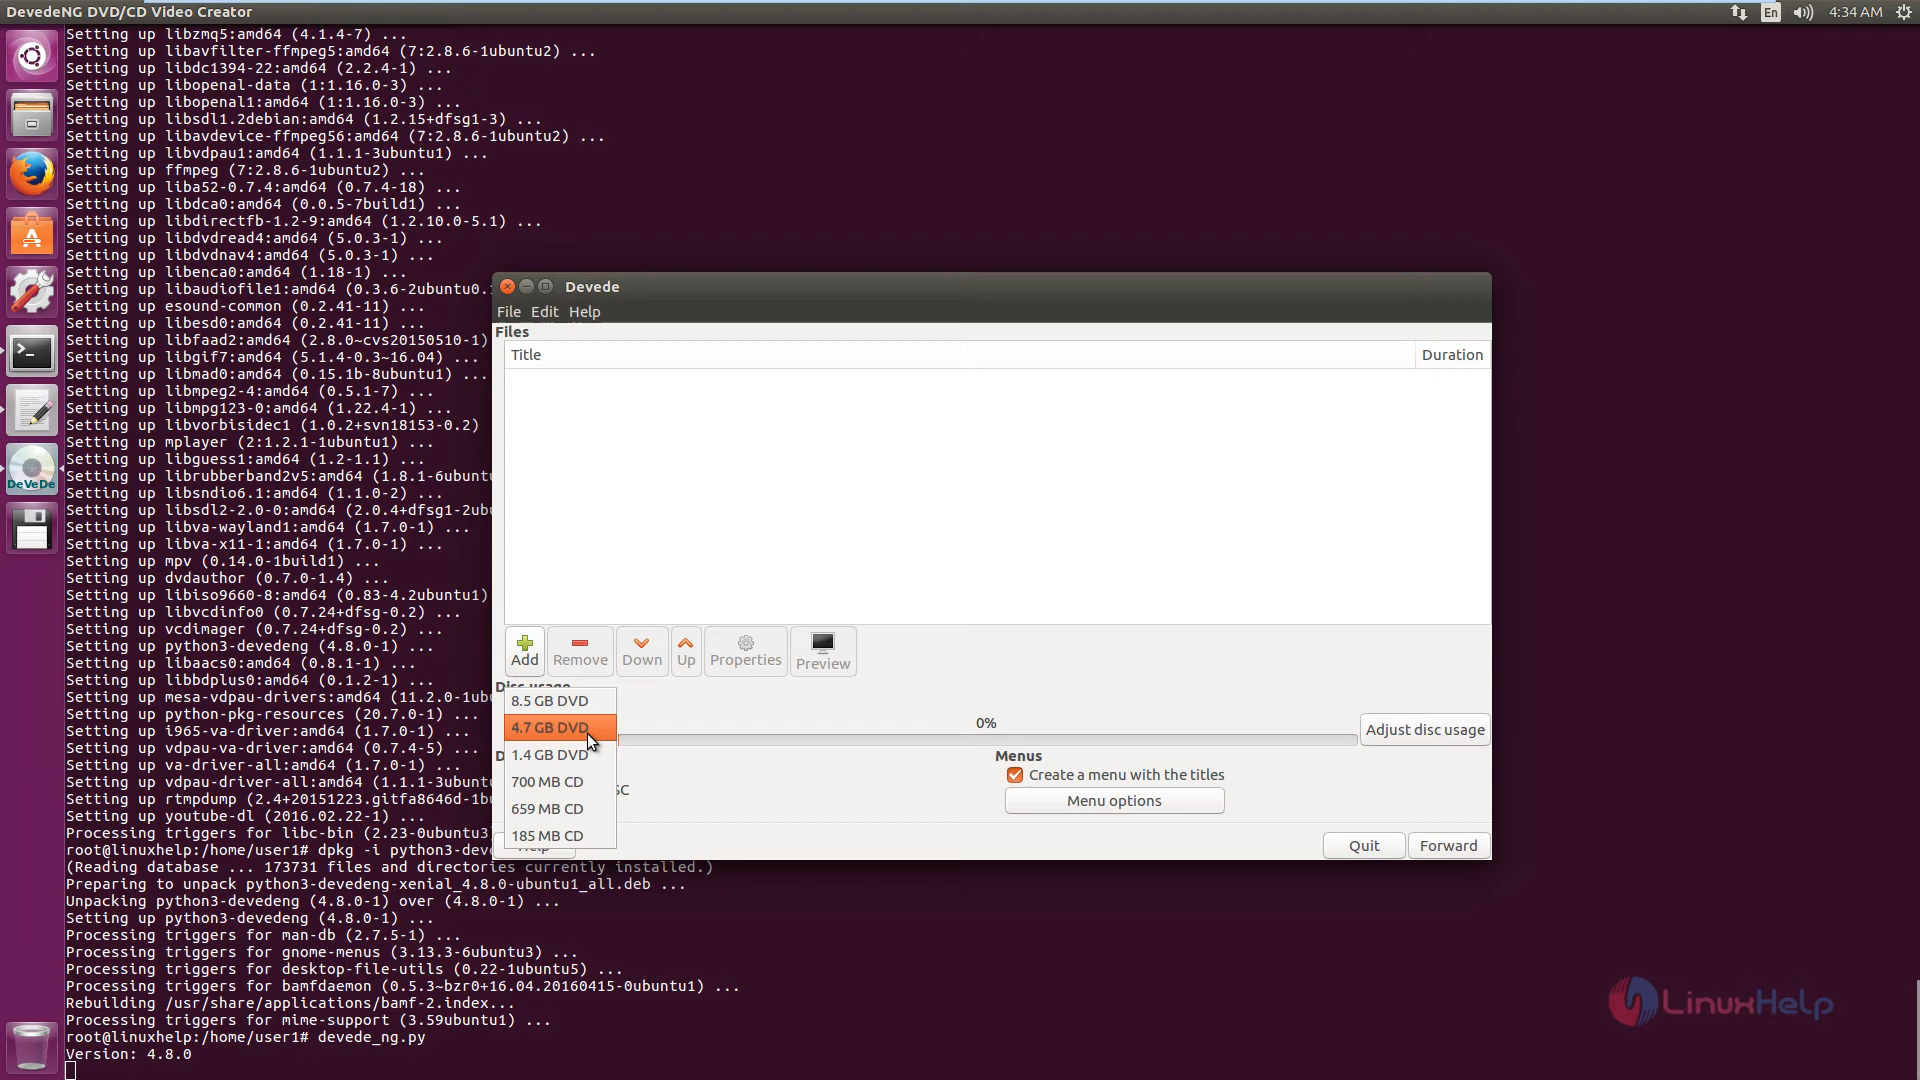 DevedeNG DVD/CD Video Creator
En
4:34 AM
Setting up libzmq5:amd64 (4.1.4-7) ...
Setting up libavfilter-ffmpeg5:amd64 (7:2.8.6-1ubuntu2) ...
Setting up libdc1394-22:amd64 (2.2.4-1) ...
Setting up libopenal-data (1:1.16.0-3) ...
Setting up libopenal1:amd64 (1:1.16.0-3) ...
Setting up libsdl1.2debian:amd64 (1.2.15+dfsg1-3) ...
Setting up libavdevice-ffmpeg56:amd64 (7:2.8.6-1ubuntu2) ...
Setting up libvdpau1:amd64 (1.1.1-3ubuntu1) ...
Setting up ffmpeg (7:2.8.6-1ubuntu2) ...
Setting up liba52-0.7.4:amd64 (0.7.4-18) ...
Setting up libdca0:amd64 (0.0.5-7build1) ...
Setting up libdirectfb-1.2-9:amd64 (1.2.10.0-5.1) ...
Setting up libdvdread4:amd64 (5.0.3-1) ...
Setting up libdvdnav4:amd64 (5.0.3-1) ...
Setting up libenca0:amd64 (1.18-1) ...
Setting up libaudiofile1:amd64 (0.3.6-2ubuntu0.1
Setting up esound-common (0.2.41-11) ...
Setting up libesd0:amd64 (0.2.41-11) ...
Setting up libfaad2:amd64 (2.8.0~cvs20150510-1)
Setting up libgif7:amd64 (5.1.4-0.3~16.04) ...
Setting up libmad0:amd64 (0.15.1b-8ubuntu1) ...
Setting up libmpeg2-4:amd64 (0.5.1-7) ...
Setting up libmpg123-0:amd64 (1.22.4-1) ...
Setting up libvorbisidec1 (1.0.2+svn18153-0.2)
Setting up mplayer (2:1.2.1-1ubuntu1) ...
Setting up libguess1:amd64 (1.2-1.1) ...
Setting up librubberband2v5:amd64 (1.8.1-6ubuntu
Setting up libsndio6.1:amd64 (1.1.0-2) ...
Setting up libsdl2-2.0-0:amd64 (2.0.4+dfsg1-2ubu
Setting up libva-wayland1:amd64 (1.7.0-1) ...
Setting up libva-x11-1:amd64 (1.7.0-1) ...
Setting up mpv (0.14.0-1build1) ...
Setting up dvdauthor (0.7.0-1.4) ...
Setting up libiso9660-8:amd64 (0.83-4.2ubuntu1)
Setting up libvcdinfo0 (0.7.24+dfsg-0.2) ...
Setting up vcdimager (0.7.24+dfsg-0.2) ...
Setting up python3-devedeng (4.8.0-1) ...
Setting up libaacs0:amd64 (0.8.1-1) ...
Setting up libbdplus0:amd64 (0.1.2-1) ...
Setting up mesa-vdpau-drivers:amd64 (11.2.0-1ubu
Setting up python-pkg-resources (20.7.0-1) ...
Setting up i965-va-driver:amd64 (1.7.0-1) ...
Setting up vdpau-va-driver:amd64 (0.7.4-5) ...
Setting up va-driver-all:amd64 (1.7.0-1) ...
Setting up vdpau-driver-all:amd64 (1.1.1-3ubuntu
Setting up rtmpdump (2.4+20151223.gitfa8646d-1bu
Setting up youtube-dl (2016.02.22-1) ...
Processing triggers for libc-bin (2.23-0ubuntu3)
root@linuxhelp:/home/user1# dpkg -i python3-deve
(Reading database ... 173731 files and directories currently installed.)
Preparing to unpack python3-devedeng-xenial_4.8.0-ubuntu1_all.deb ...
Unpacking python3-devedeng (4.8.0-1) over (4.8.0-1) ...
Setting up python3-devedeng (4.8.0-1) ...
Processing triggers for man-db (2.7.5-1) ...
Processing triggers for gnome-menus (3.13.3-6ubuntu3) ...
Processing triggers for desktop-file-utils (0.22-1ubuntu5) ...
Processing triggers for bamfdaemon (0.5.3~bzr0+16.04.20160415-0ubuntu1) ...
Rebuilding /usr/share/applications/bamf-2.index...
Processing triggers for mime-support (3.59ubuntu1) ...
root@linuxhelp:/home/user1# devede_ng.py
Version: 4.8.0
DeVeDe
Devede
File Edit Help
Files
Title Duration
Add Remove Down Up Properties Preview
Disc usage
8.5 GB DVD
4.7 GB DVD
1.4 GB DVD
700 MB CD
659 MB CD
185 MB CD
0%
Adjust disc usage
SC
Menus
Create a menu with the titles
Menu options
Help
Quit
Forward
LinuxHelp